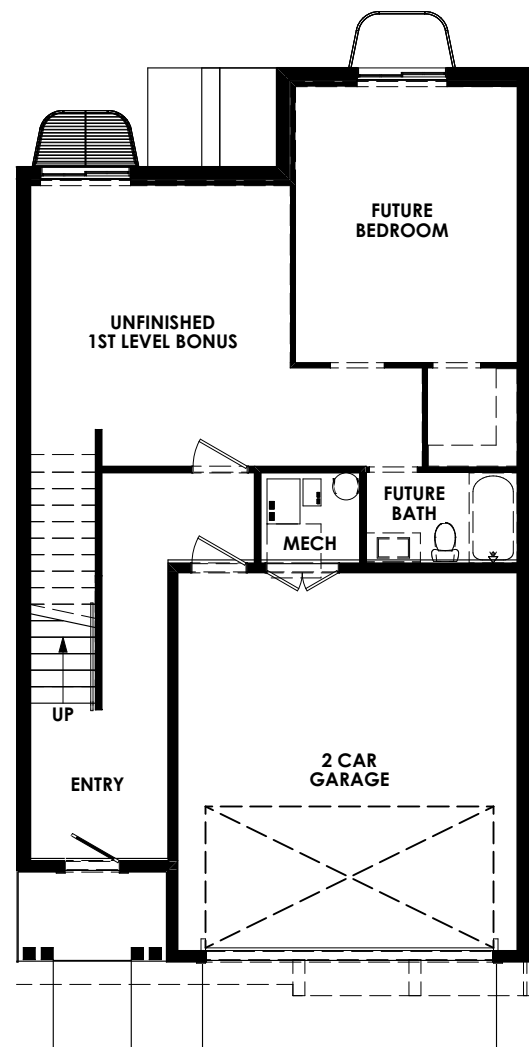 FUTURE
BEDROOM
UNFINISHED
1ST LEVEL BONUS
FUTURE
BATH
MECH
UP
2 CAR
GARAGE
ENTRY